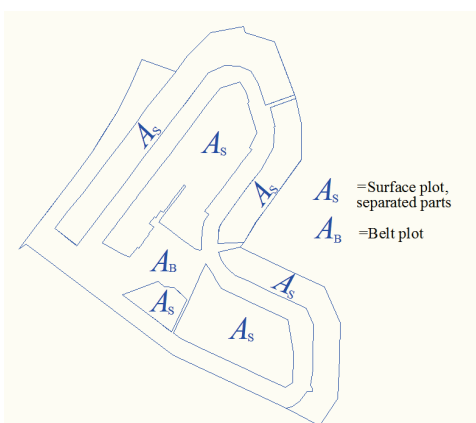 As
As
As
As =Surface plot,
separated parts
AB =Belt plot
AB
As
As
As